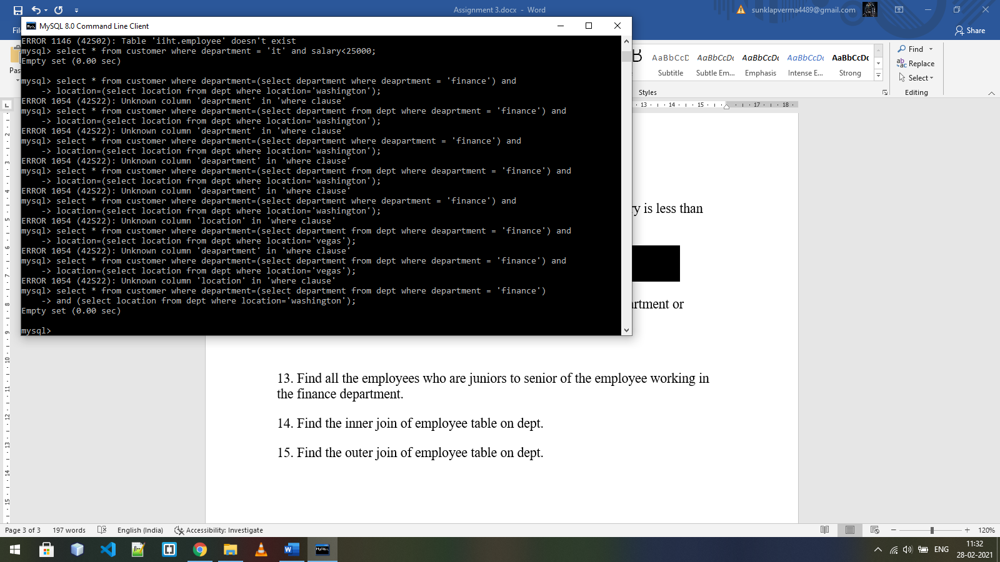 Assignment 3.docx - Word
sunklapverma4489@gmail.com
MySQL 8.0 Command Line Client
Share
ERROR 1146 (42S02): Table 'iiht.employee' doesn't exist
mysql> select * from customer where department = 'it' and salary<25000;
Empty set (0.00 sec)
mysql> select * from customer where department=(select department where deaprtment = 'finance') and
-> location=(select location from dept where location='washington');
ERROR 1054 (42S22): Unknown column 'deaprtment' in 'where clause'
mysql> select * from customer where department=(select department from dept where deaprtment = 'finance') and
-> location=(select location from dept where location='washington');
ERROR 1054 (42S22): Unknown column 'deaprtment' in 'where clause'
mysql> select * from customer where department=(select department where deapartment = 'finance') and
-> location=(select location from dept where location='washington');
ERROR 1054 (42S22): Unknown column 'deapartment' in 'where clause'
mysql> select * from customer where department=(select department from dept where deapartment = 'finance') and
-> location=(select location from dept where location='washington');
ERROR 1054 (42S22): Unknown column 'deapartment' in 'where clause'
mysql> select * from customer where department=(select department where department = 'finance') and
-> location=(select location from dept where location='washington');
ERROR 1054 (42S22): Unknown column 'location' in 'where clause'
mysql> select * from customer where department=(select department from dept where deapartment = 'finance') and
-> location=(select location from dept where location='vegas');
ERROR 1054 (42S22): Unknown column 'deapartment' in 'where clause'
mysql> select * from customer where department=(select department from dept where department = 'finance') and
-> location=(select location from dept where location='vegas');
ERROR 1054 (42S22): Unknown column 'location' in 'where clause'
mysql> select * from customer where department=(select department from dept where department = 'finance')
-> and (select location from dept where location='washington');
Empty set (0.00 sec)
mysql>
Fil
Pas
AaBbCcD AaBbCcDc AaBbCcDc AaBbCcDc AaBbCcDc
Subtitle Subtle Em... Emphasis Intense E... Strong
Styles
Find
Replace
Select
Editing
13 14 15 17 18
2
3
4
5
6
7
8
9
10
11
12
13
14
15
ry is less than
artment or
13. Find all the employees who are juniors to senior of the employee working in
the finance department.
14. Find the inner join of employee table on dept.
15. Find the outer join of employee table on dept.
Page 3 of 3 197 words English (India) Accessibility: Investigate
120%
ENG
11:32
28-02-2021